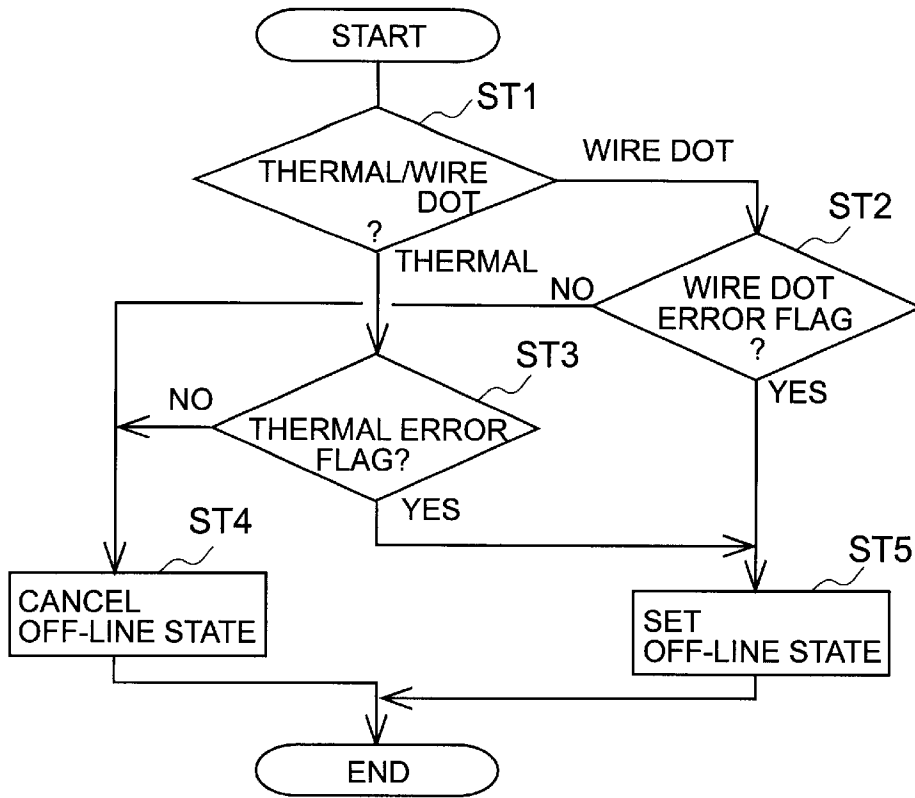 START
ST1
THERMAL/WIRE
DOT
?
WIRE DOT
ST2
THERMAL
NO
WIRE DOT
ERROR FLAG
?
YES
ST3
NO
THERMAL ERROR
FLAG?
YES
ST4
CANCEL
OFF-LINE STATE
ST5
SET
OFF-LINE STATE
END